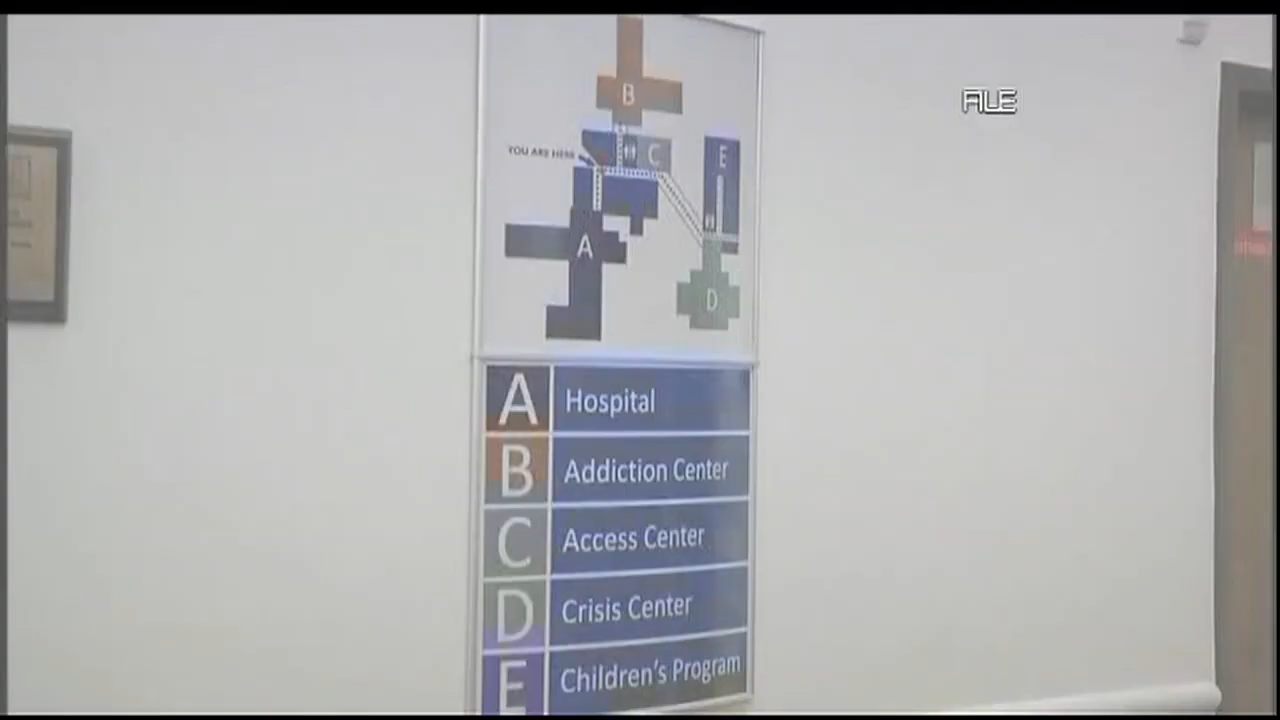 FILE
B
YOU ARE HERE
C
E
A
D
A Hospital
B Addiction Center
C Access Center
D Crisis Center
E Children's Program